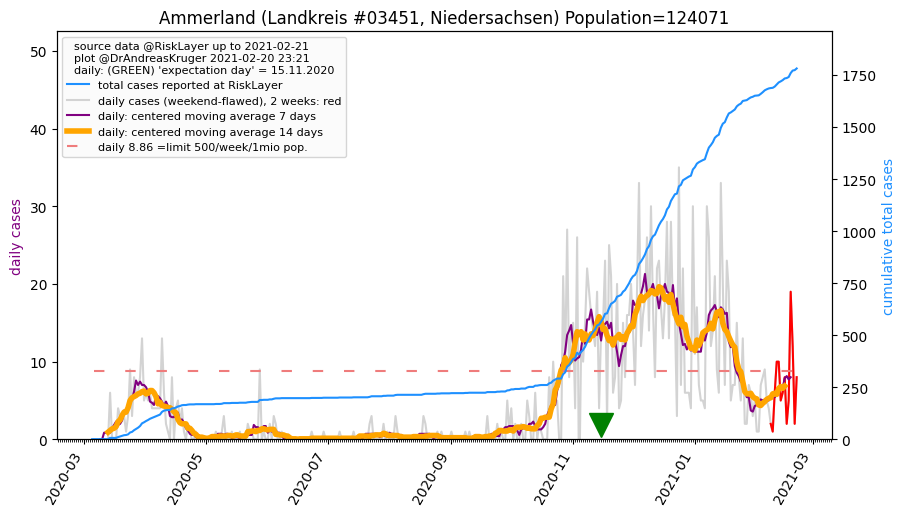 Ammerland (Landkreis #03451, Niedersachsen) Population=124071
source data @RiskLayer up to 2021-02-21
plot @DrAndreasKruger 2021-02-20 23:21
daily: (GREEN) 'expectation day' = 15.11.2020
total cases reported at RiskLayer
daily cases (weekend-flawed), 2 weeks: red
daily: centered moving average 7 days
daily: centered moving average 14 days
daily 8.86 =limit 500/week/1mio pop.
daily cases
50
40
30
20
10
0
cumulative total cases
1750
1500
1250
1000
750
500
250
0
2020-03
2020-05
2020-07
2020-09
2020-11
2021-01
2021-03